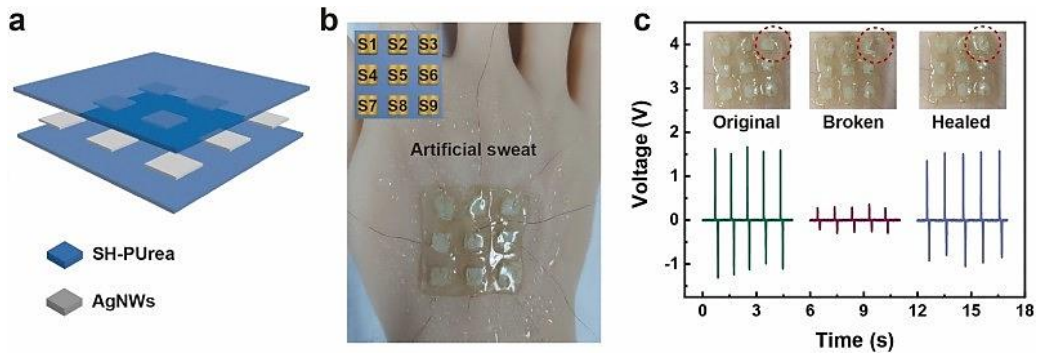 a
SH-PUrea
AgNWs
b
S1 S2 S3
S4 S5 S6
S7 S8 S9
Artificial sweat
c
Voltage (V)
4
3
2
1
0
-1
Original Broken Healed
0 3 6 9 12 15 18
Time (s)